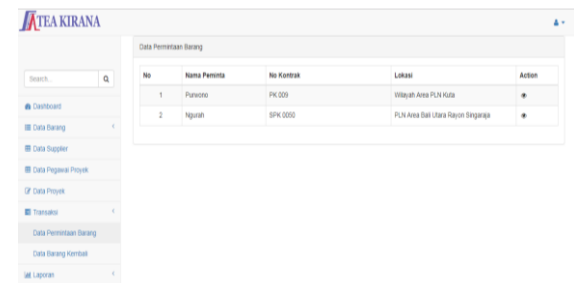 TEA KIRANA
Data Permintaan Barang
Search..
No Nama Peminta No Kontrak Lokasi Action
1 Purwono PK 009 Wilayah Area PLN Kuta
2 Ngurah SPK 0050 PLN Area Bali Utara Rayon Singaraja
Dashboard
Data Barang
Data Supplier
Data Pegawai Proyek
Data Proyek
Transaksi
Data Permintaan Barang
Data Barang Kembali
Laporan